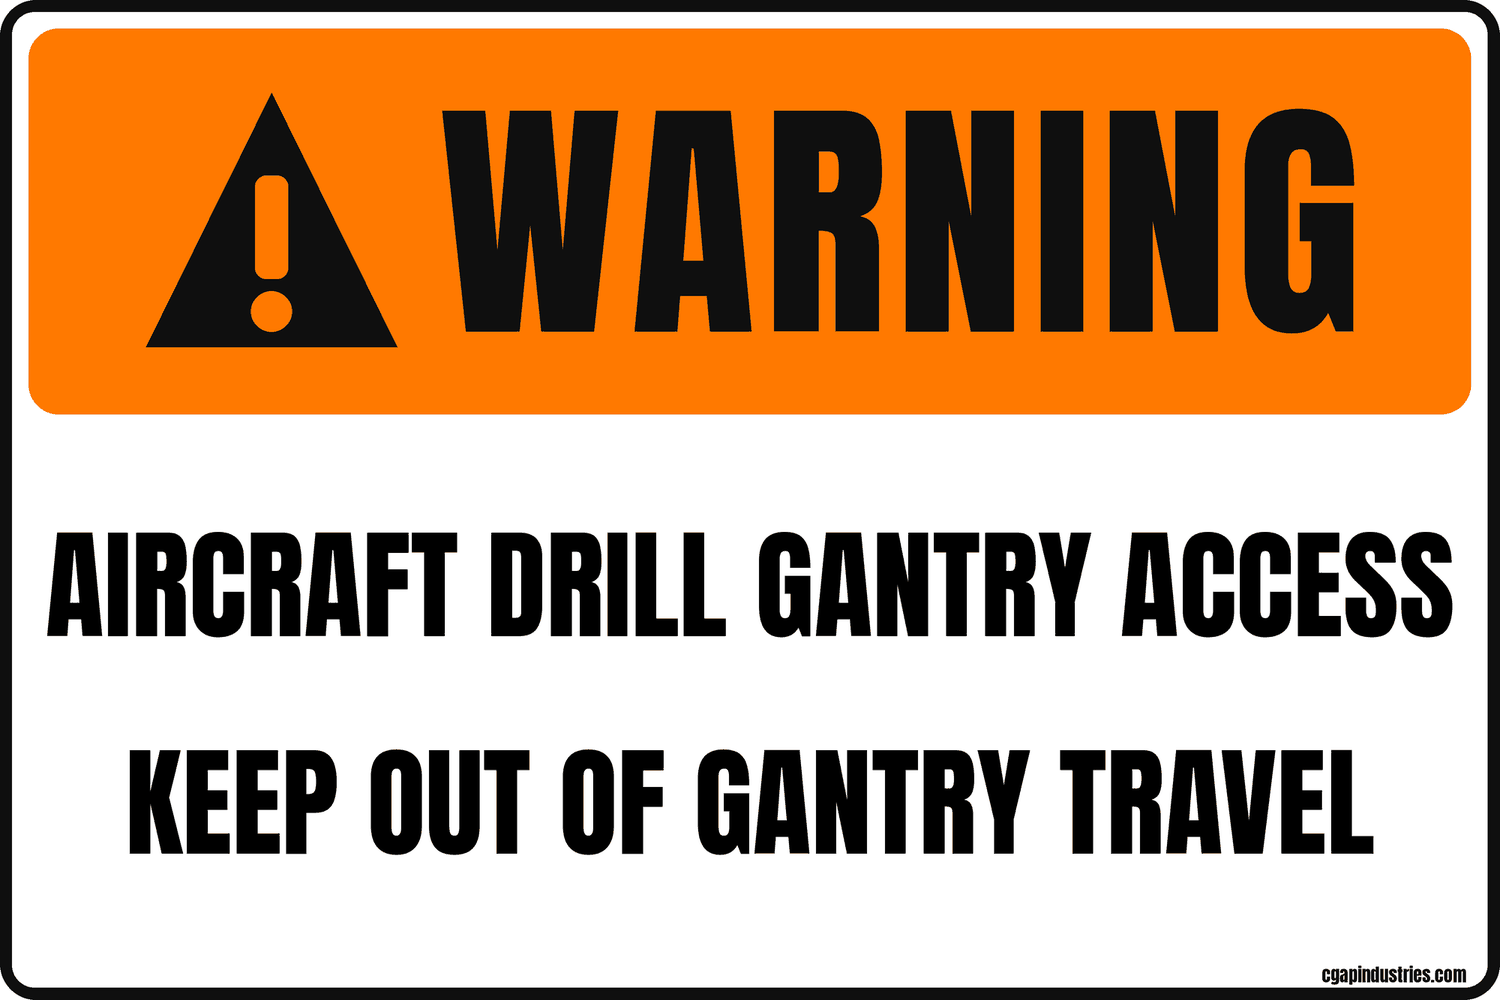 WARNING
AIRCRAFT DRILL GANTRY ACCESS
KEEP OUT OF GANTRY TRAVEL
cgapindustries.com